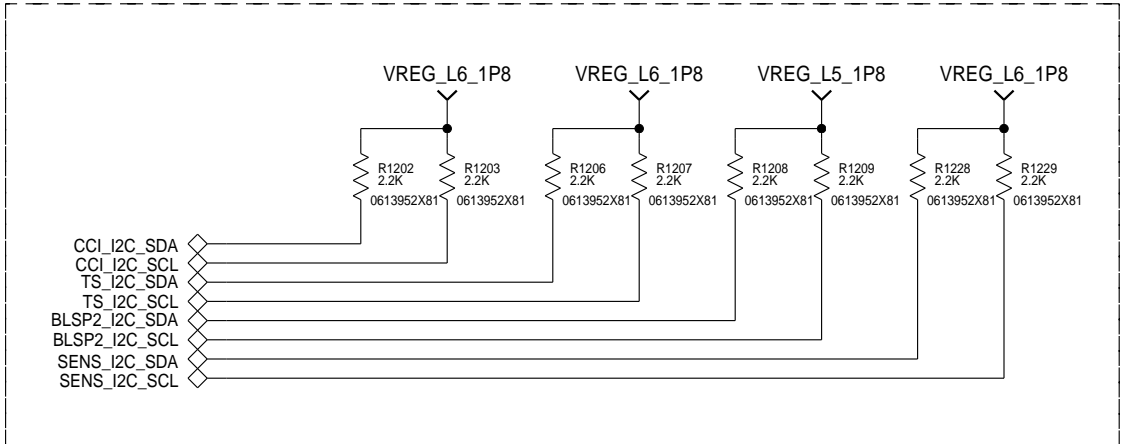 VREG_L6_1P8 VREG_L6_1P8 VREG_L5_1P8 VREG_L6_1P8
R1202 R1203 R1206 R1207 R1208 R1209 R1228 R1229
2.2K 2.2K 2.2K 2.2K 2.2K 2.2K 2.2K 2.2K
0613952X81 0613952X81 0613952X81 0613952X81 0613952X81 0613952X81 0613952X81 0613952X81
CCI_I2C_SDA
CCI_I2C_SCL
TS_I2C_SDA
TS_I2C_SCL
BLSP2_I2C_SDA
BLSP2_I2C_SCL
SENS_I2C_SDA
SENS_I2C_SCL